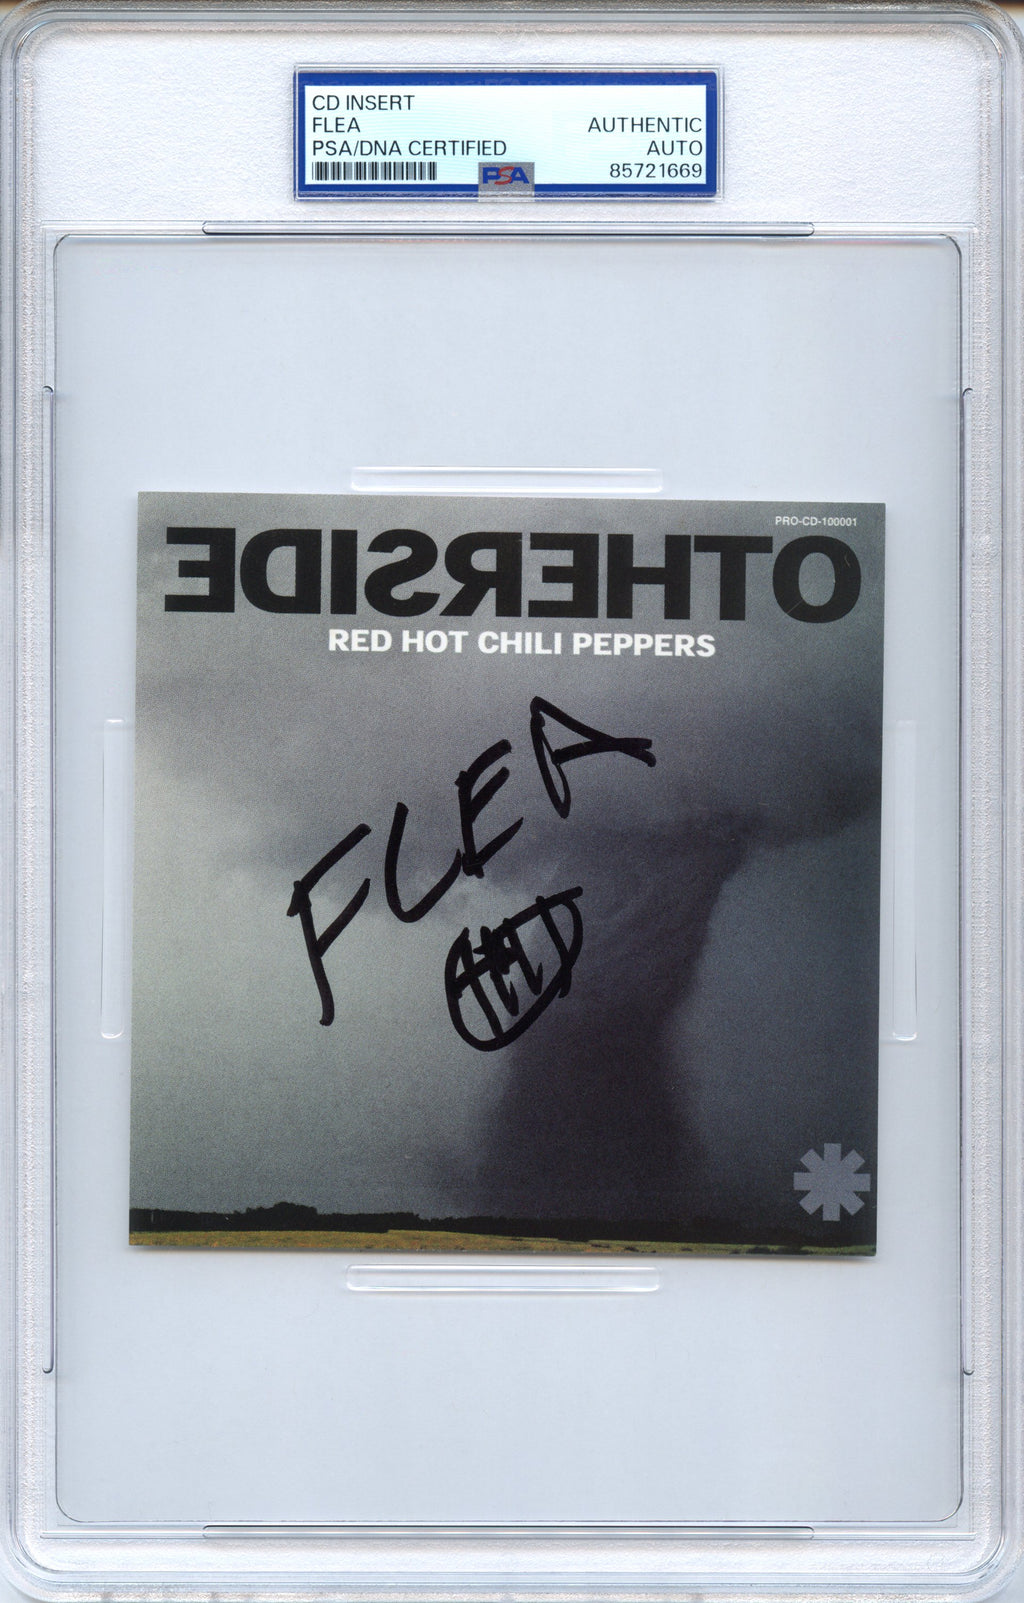 CD INSERT
FLEA AUTHENTIC
PSA/DNA CERTIFIED AUTO
PSA 85721669
PRO-CD-100001
OTHERSIDE
RED HOT CHILI PEPPERS
FLEA